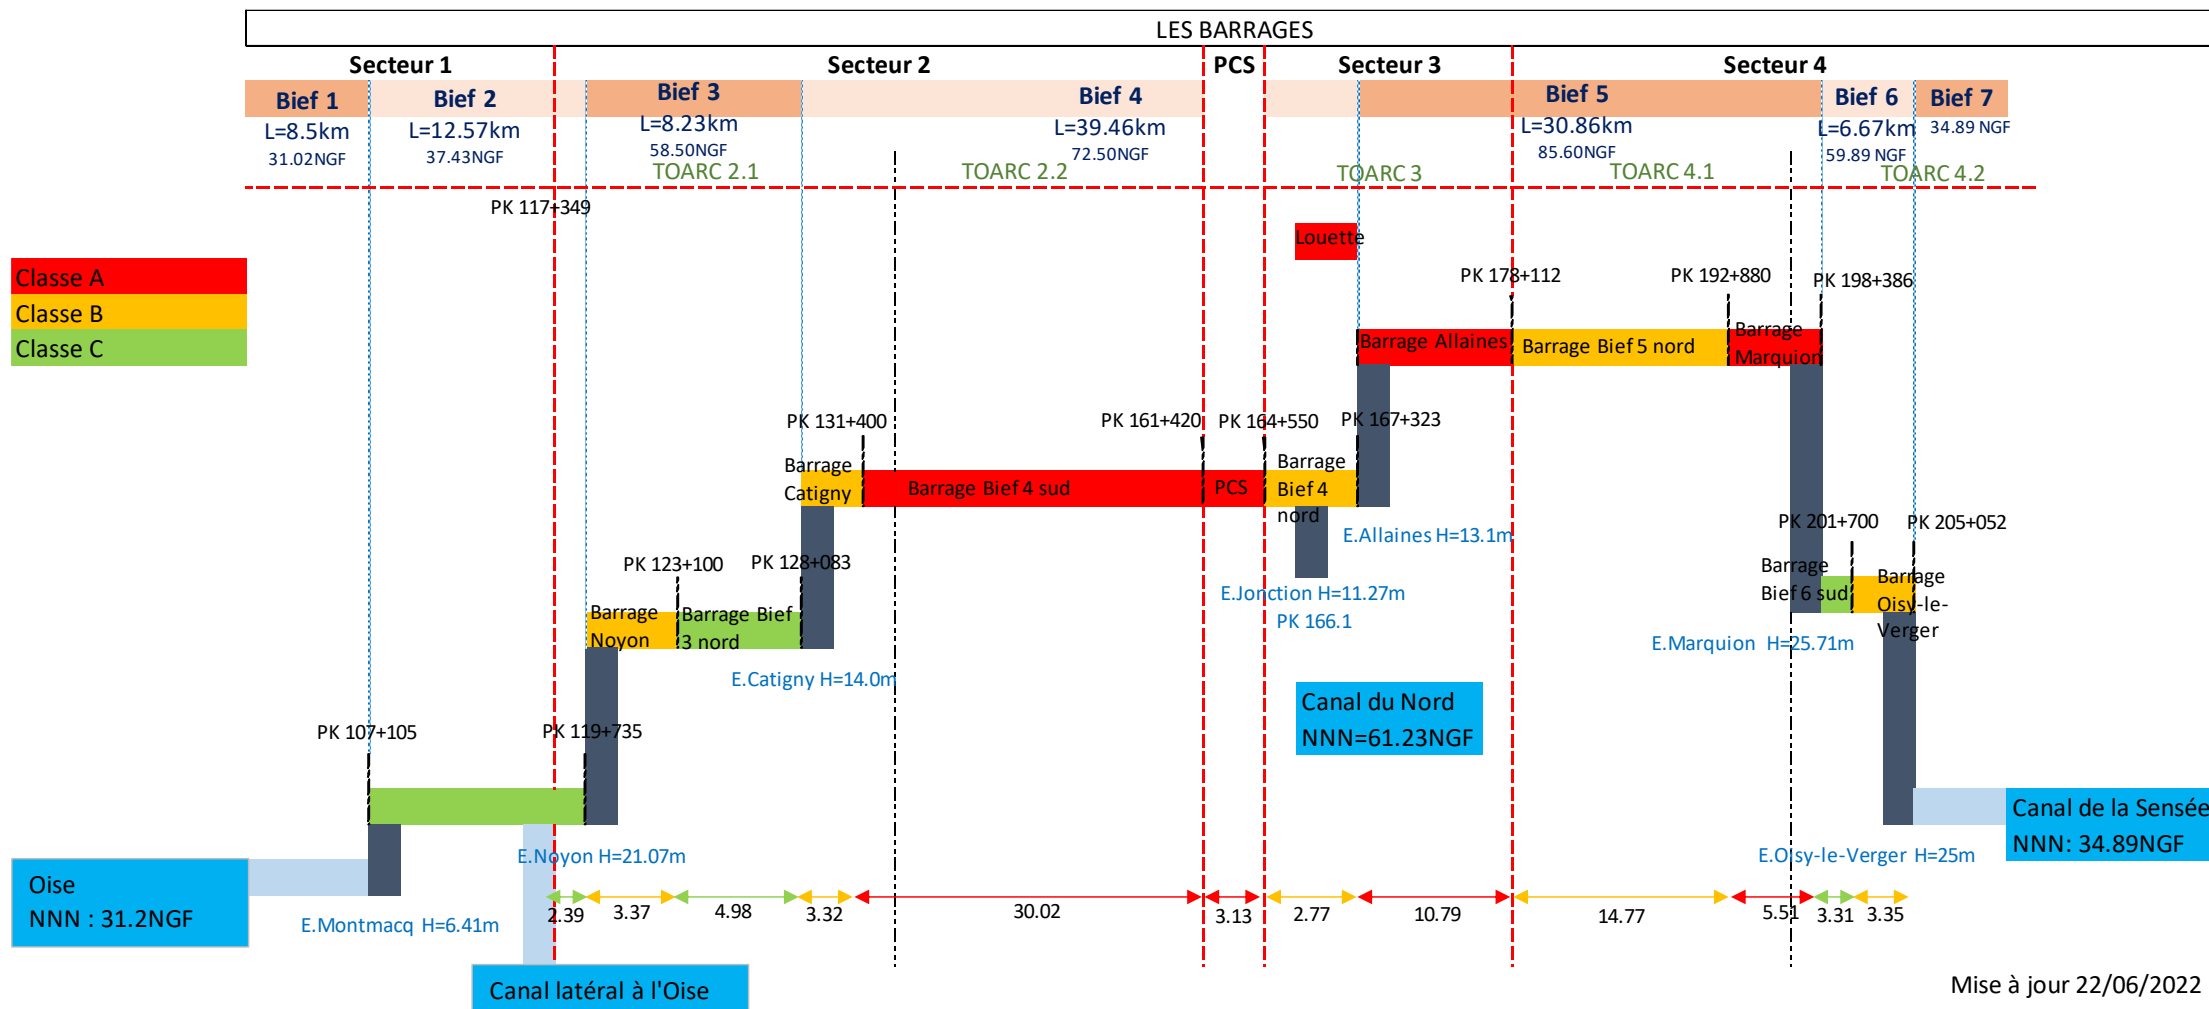 LES BARRAGES
Secteur 1
Secteur 2
PCS
Secteur 3
Secteur 4
Bief 1
Bief 2
Bief 3
Bief 4
Bief 5
Bief 6
Bief 7
L=8.5km
L=12.57km
L=8.23km
L=39.46km
L=30.86km
L=6.67km
34.89 NGF
31.02NGF
37.43NGF
58.50NGF
72.50NGF
85.60NGF
59.89 NGF
TOARC 2.1
TOARC 2.2
TOARC 3
TOARC 4.1
TOARC 4.2
PK 117+349
Louette
Classe A
Classe B
Classe C
PK 178+112
PK 192+880
PK 198+386
Barrage Allaines
Barrage Bief 5 nord
Barrage
Marquion
PK 131+400
PK 161+420
PK 164+550
PK 167+323
Barrage
Catigny
Barrage Bief 4 sud
PCS
Barrage
Bief 4
nord
E.Allaines H=13.1m
PK 201+700
PK 205+052
PK 123+100
PK 128+083
Barrage
Bief 6 sud
Barrage
Oisy-le-
Verger
E.Jonction H=11.27m
PK 166.1
Barrage
Noyon
Barrage Bief
3 nord
E.Marquion H=25.71m
E.Catigny H=14.0m
Canal du Nord
NNN=61.23NGF
PK 107+105
PK 119+735
Canal de la Sensée
NNN: 34.89NGF
E.Noyon H=21.07m
E.Oisy-le-Verger H=25m
Oise
NNN : 31.2NGF
E.Montmacq H=6.41m
2.39
3.37
4.98
3.32
30.02
3.13
2.77
10.79
14.77
5.51
3.31
3.35
Canal latéral à l'Oise
Mise à jour 22/06/2022